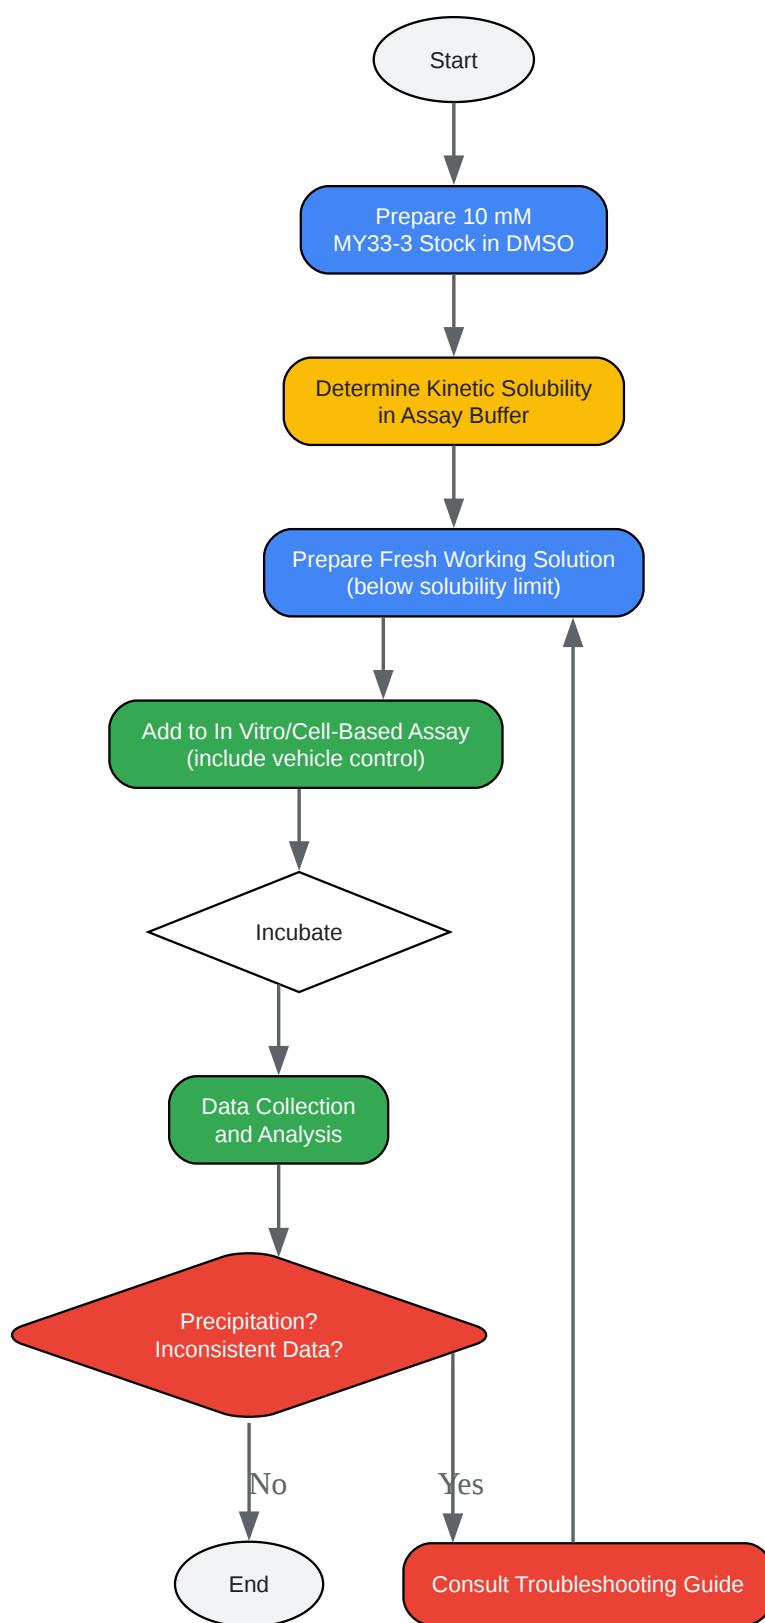 Start
Prepare 10 mM
MY33-3 Stock in DMSO
Determine Kinetic Solubility
in Assay Buffer
Prepare Fresh Working Solution
(below solubility limit)
Add to In Vitro/Cell-Based Assay
(include vehicle control)
Incubate
Data Collection
and Analysis
Precipitation?
Inconsistent Data?
No
Yes
End
Consult Troubleshooting Guide